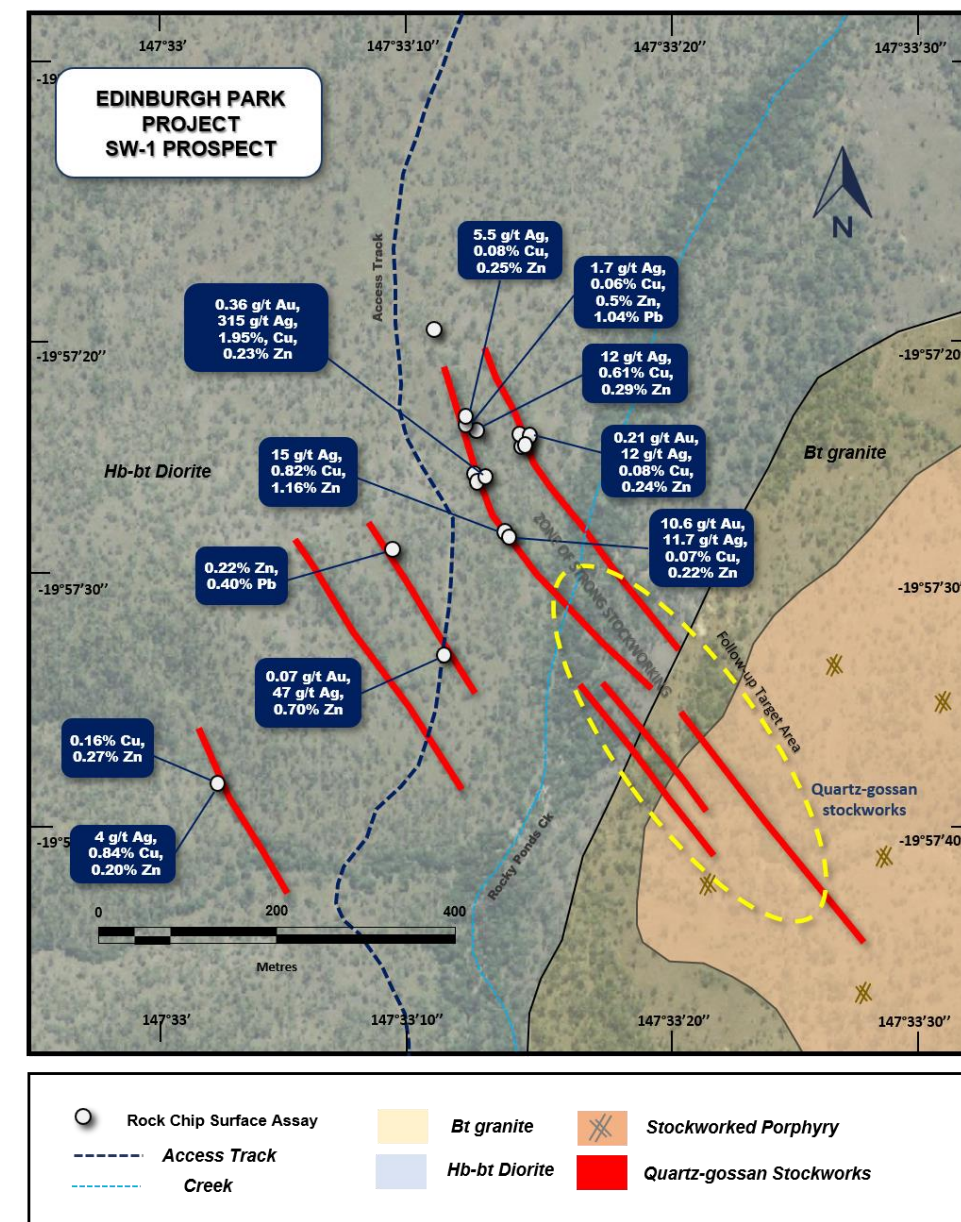 147°33'
147°33'10''
147°33'20''
147°33'30''
-19
EDINBURGH PARK
PROJECT
SW-1 PROSPECT
N
Access Track
5.5 g/t Ag,
0.08% Cu,
0.25% Zn
1.7 g/t Ag,
0.06% Cu,
0.5% Zn,
1.04% Pb
0.36 g/t Au,
315 g/t Ag,
1.95%, Cu,
0.23% Zn
-19°57'20''
-19°57'20'
12 g/t Ag,
0.61% Cu,
0.29% Zn
0.21 g/t Au,
12 g/t Ag,
0.08% Cu,
0.24% Zn
Bt granite
Hb-bt Diorite
15 g/t Ag,
0.82% Cu,
1.16% Zn
10.6 g/t Au,
11.7 g/t Ag,
0.07% Cu,
0.22% Zn
ZONE OF STRONG STOCKWORKING
0.22% Zn,
0.40% Pb
-19°57'30''
-19°57'30'
Follow-up Target Area
0.07 g/t Au,
47 g/t Ag,
0.70% Zn
0.16% Cu,
0.27% Zn
Quartz-gossan
stockworks
4 g/t Ag,
0.84% Cu,
0.20% Zn
-19°5
-19°57'40'
Rocky Ponds Ck
0
200
400
Metres
147°33'
147°33'10''
147°33'20''
147°33'30''
Rock Chip Surface Assay
Access Track
Creek
Bt granite
Hb-bt Diorite
Stockworked Porphyry
Quartz-gossan Stockworks